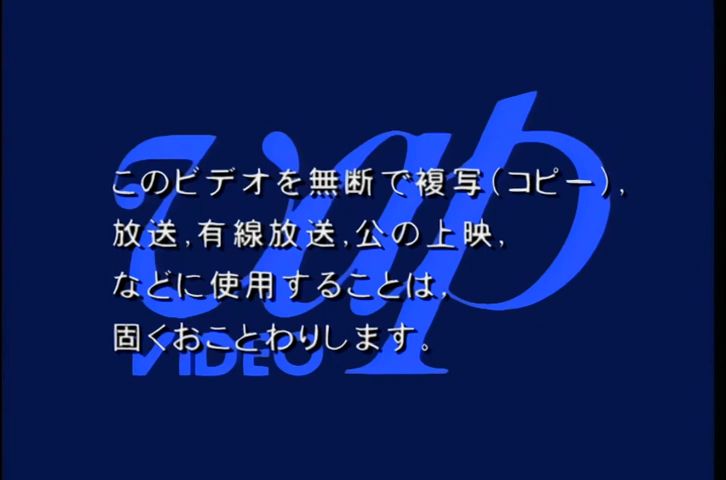 このビデオを無断で複写(コピー),
放送,有線放送,公の上映,
などに使用することは,
固くおことわりします。
VIDEO